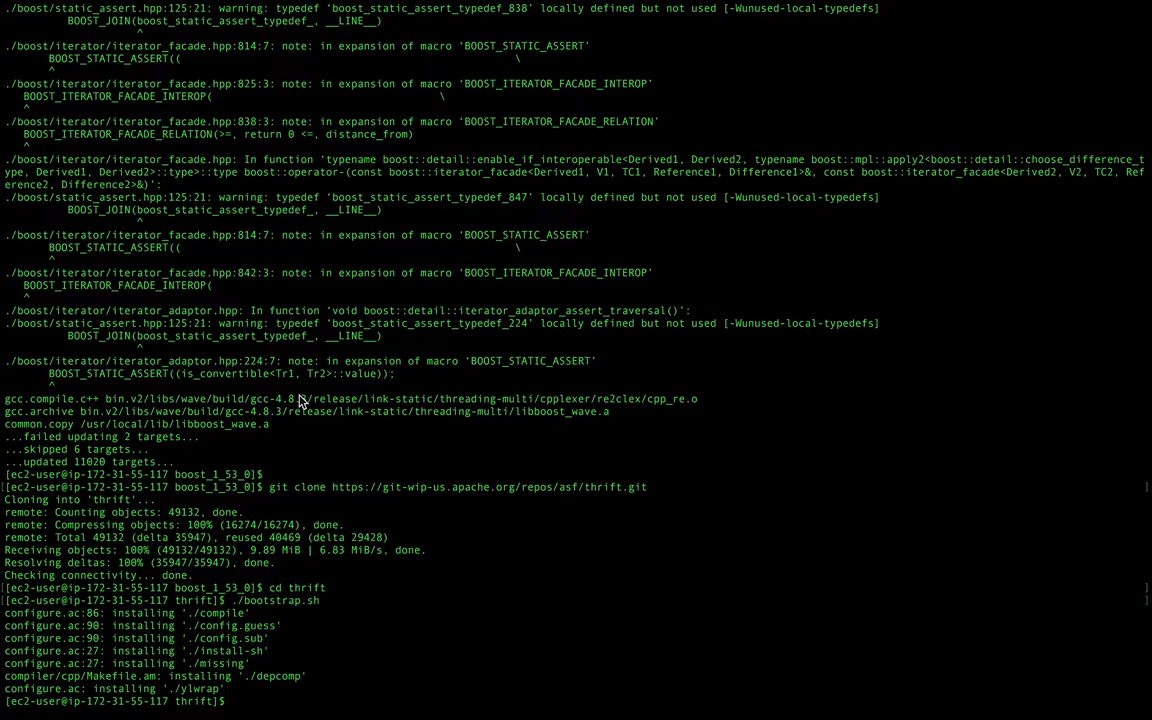 ./boost/static_assert.hpp:125:21: warning: typedef ‘boost_static_assert_typedef_838’ locally defined but not used [-Wunused-local-typedefs]
         BOOST_JOIN(boost_static_assert_typedef_, __LINE__)
                    ^
./boost/iterator/iterator_facade.hpp:814:7: note: in expansion of macro ‘BOOST_STATIC_ASSERT’
       BOOST_STATIC_ASSERT((                                                      \
       ^
./boost/iterator/iterator_facade.hpp:825:3: note: in expansion of macro ‘BOOST_ITERATOR_FACADE_INTEROP’
   BOOST_ITERATOR_FACADE_INTEROP(                                    \
   ^
./boost/iterator/iterator_facade.hpp:838:3: note: in expansion of macro ‘BOOST_ITERATOR_FACADE_RELATION’
   BOOST_ITERATOR_FACADE_RELATION(>=, return 0 <=, distance_from)
   ^
./boost/iterator/iterator_facade.hpp: In function ‘typename boost::detail::enable_if_interoperable<Derived1, Derived2, typename boost::mpl::apply2<boost::detail::choose_difference_t
ype, Derived1, Derived2>::type>::type boost::operator-(const boost::iterator_facade<Derived1, V1, TC1, Reference1, Difference1>&, const boost::iterator_facade<Derived2, V2, TC2, Ref
erence2, Difference2>&)’:
./boost/static_assert.hpp:125:21: warning: typedef ‘boost_static_assert_typedef_847’ locally defined but not used [-Wunused-local-typedefs]
         BOOST_JOIN(boost_static_assert_typedef_, __LINE__)
                    ^
./boost/iterator/iterator_facade.hpp:814:7: note: in expansion of macro ‘BOOST_STATIC_ASSERT’
       BOOST_STATIC_ASSERT((                                                      \
       ^
./boost/iterator/iterator_facade.hpp:842:3: note: in expansion of macro ‘BOOST_ITERATOR_FACADE_INTEROP’
   BOOST_ITERATOR_FACADE_INTEROP(
   ^
./boost/iterator/iterator_adaptor.hpp: In function ‘void boost::detail::iterator_adaptor_assert_traversal()’:
./boost/static_assert.hpp:125:21: warning: typedef ‘boost_static_assert_typedef_224’ locally defined but not used [-Wunused-local-typedefs]
         BOOST_JOIN(boost_static_assert_typedef_, __LINE__)
                    ^
./boost/iterator/iterator_adaptor.hpp:224:7: note: in expansion of macro ‘BOOST_STATIC_ASSERT’
       BOOST_STATIC_ASSERT((is_convertible<Tr1, Tr2>::value));
       ^
gcc.compile.c++ bin.v2/libs/wave/build/gcc-4.8.3/release/link-static/threading-multi/cpplexer/re2clex/cpp_re.o
gcc.archive bin.v2/libs/wave/build/gcc-4.8.3/release/link-static/threading-multi/libboost_wave.a
common.copy /usr/local/lib/libboost_wave.a
...failed updating 2 targets...
...skipped 6 targets...
...updated 11020 targets...
[ec2-user@ip-172-31-55-117 boost_1_53_0]$
[[ec2-user@ip-172-31-55-117 boost_1_53_0]$ git clone https://git-wip-us.apache.org/repos/asf/thrift.git ]
Cloning into 'thrift'...
remote: Counting objects: 49132, done.
remote: Compressing objects: 100% (16274/16274), done.
remote: Total 49132 (delta 35947), reused 40469 (delta 29428)
Receiving objects: 100% (49132/49132), 9.89 MiB | 6.83 MiB/s, done.
Resolving deltas: 100% (35947/35947), done.
Checking connectivity... done.
[[ec2-user@ip-172-31-55-117 boost_1_53_0]$ cd thrift ]
[[ec2-user@ip-172-31-55-117 thrift]$ ./bootstrap.sh ]
configure.ac:86: installing './compile'
configure.ac:90: installing './config.guess'
configure.ac:90: installing './config.sub'
configure.ac:27: installing './install-sh'
configure.ac:27: installing './missing'
compiler/cpp/Makefile.am: installing './depcomp'
configure.ac: installing './ylwrap'
[ec2-user@ip-172-31-55-117 thrift]$